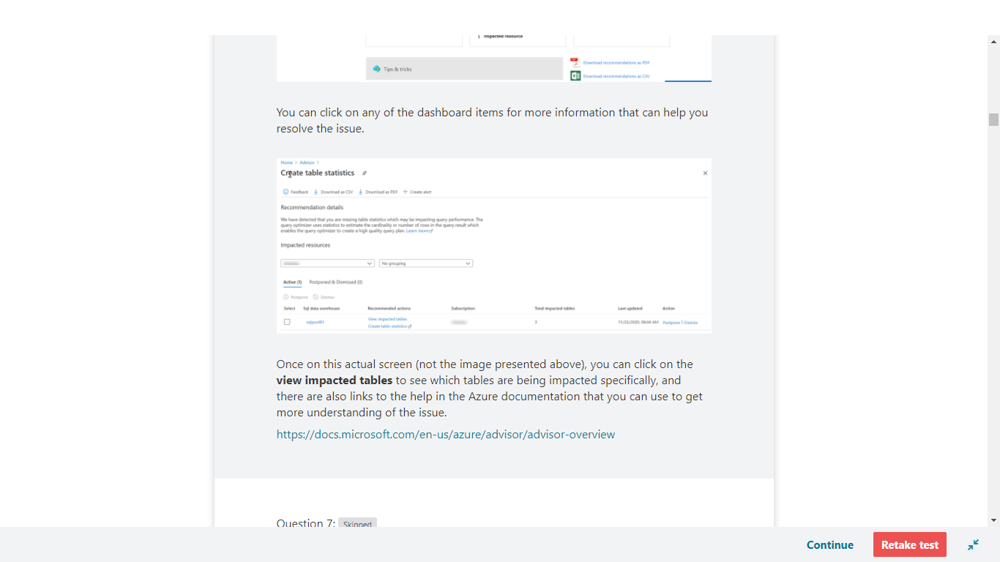 Impacted resource
Tips & tricks
Download recommendations as PDF
Download recommendations as CSV
You can click on any of the dashboard items for more information that can help you
resolve the issue.
Home > Advisor >
Create table statistics
Feedback Download as CSV Download as PDF Create alert
Recommendation details
We have detected that you are missing table statistics which may be impacting query performance. The
query optimizer uses statistics to estimate the cardinality or number of rows in the query result which
enables the query optimizer to create a high quality query plan. Learn more
Impacted resources
No grouping
Active (1) Postponed & Dismissed (0)
Postpone Dismiss
Select Sql data warehouse Recommended actions Subscription Total impacted tables Last updated Action
View impacted tables
sqlpool01 3 11/23/2020, 06:04 AM Postpone | Dismiss
Create table statistics
Once on this actual screen (not the image presented above), you can click on the
view impacted tables to see which tables are being impacted specifically, and
there are also links to the help in the Azure documentation that you can use to get
more understanding of the issue.
https://docs.microsoft.com/en-us/azure/advisor/advisor-overview
Question 7: Skipped
Continue Retake test